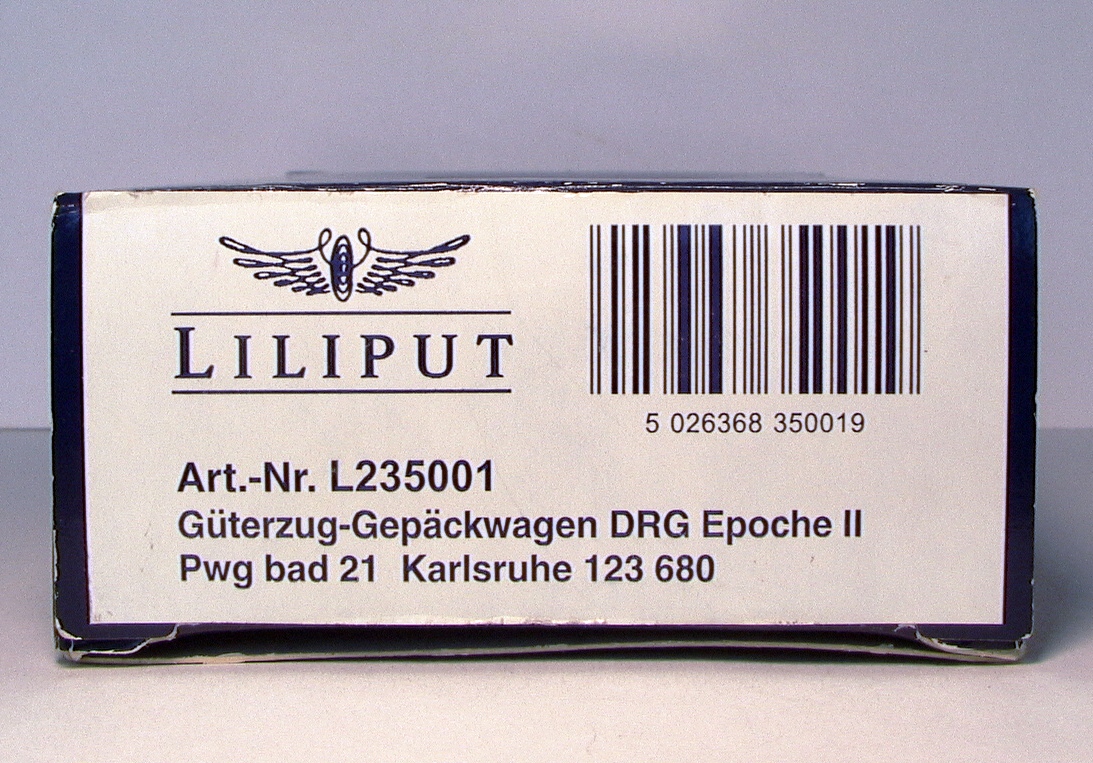 LILIPUT
5 026368 350019
Art.-Nr. L235001
Güterzug-Gepäckwagen DRG Epoche II
Pwg bad 21 Karlsruhe 123 680